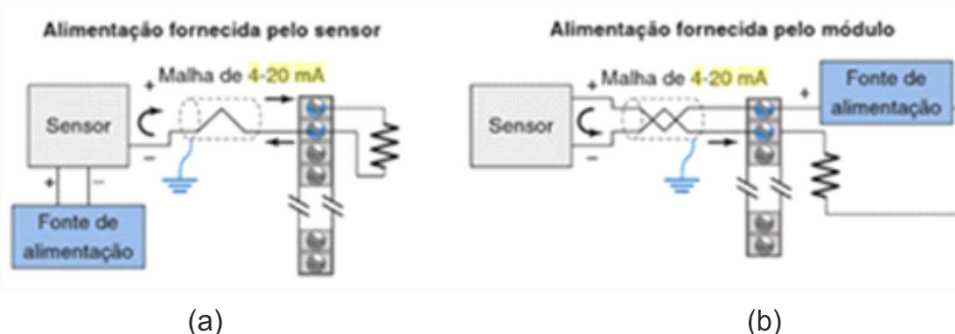 Alimentação fornecida pelo sensor
Malha de 4-20 mA
+
Sensor
−
+
−
Fonte de
alimentação
(a)
Alimentação fornecida pelo módulo
Malha de 4-20 mA
+
+
Fonte de
alimentação
Sensor
−
(b)